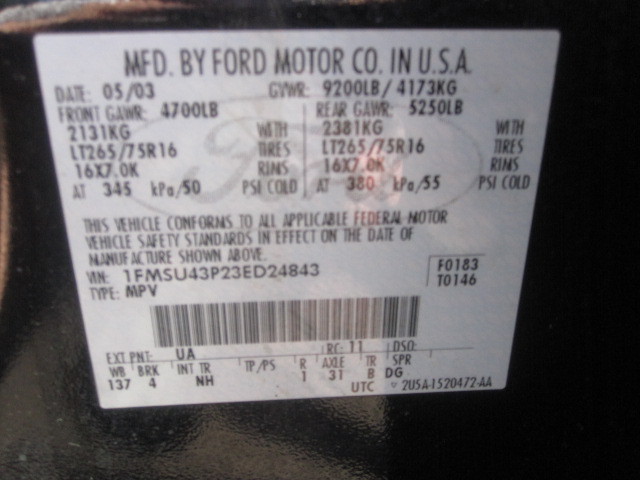 MFD. BY FORD MOTOR CO. IN U.S.A.
DATE: 05/03 GVWR: 9200LB/ 4173KG
FRONT GAWR: 4700LB REAR GAWR: 5250LB
2131KG WITH 2381KG WITH
LT265/75R16 TIRES LT265/75R16 TIRES
16X7.0K RIMS 16X7.0K RIMS
AT 345 kPa/50 PSI COLD AT 380 kPa/55 PSI COLD
THIS VEHICLE CONFORMS TO ALL APPLICABLE FEDERAL MOTOR
VEHICLE SAFETY STANDARDS IN EFFECT ON THE DATE OF
MANUFACTURE SHOWN ABOVE.
VIN: 1FMSU43P23ED24843 F0183
TYPE: MPV T0146
EXT PNT: UA RC: 11 DSO:
WB BRK INT TR TP/PS R AXLE TR SPR
137 4 NH 1 31 B DG
UTC 2U5A-1520472-AA
Ford